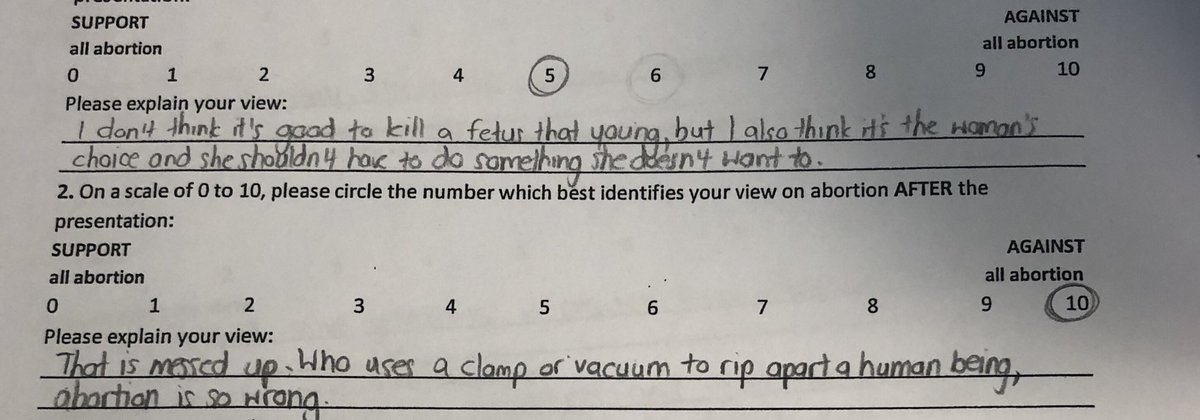 SUPPORT AGAINST
all abortion all abortion
0 1 2 3 4 5 6 7 8 9 10
Please explain your view:
I don't think it's good to kill a fetus that young, but I also think it's the woman's
choice and she shouldn't have to do something she doesn't want to.
2. On a scale of 0 to 10, please circle the number which best identifies your view on abortion AFTER the
presentation:
SUPPORT AGAINST
all abortion all abortion
0 1 2 3 4 5 6 7 8 9 10
Please explain your view:
That is messed up. Who uses a clamp or vacuum to rip apart a human being,
abortion is so wrong.